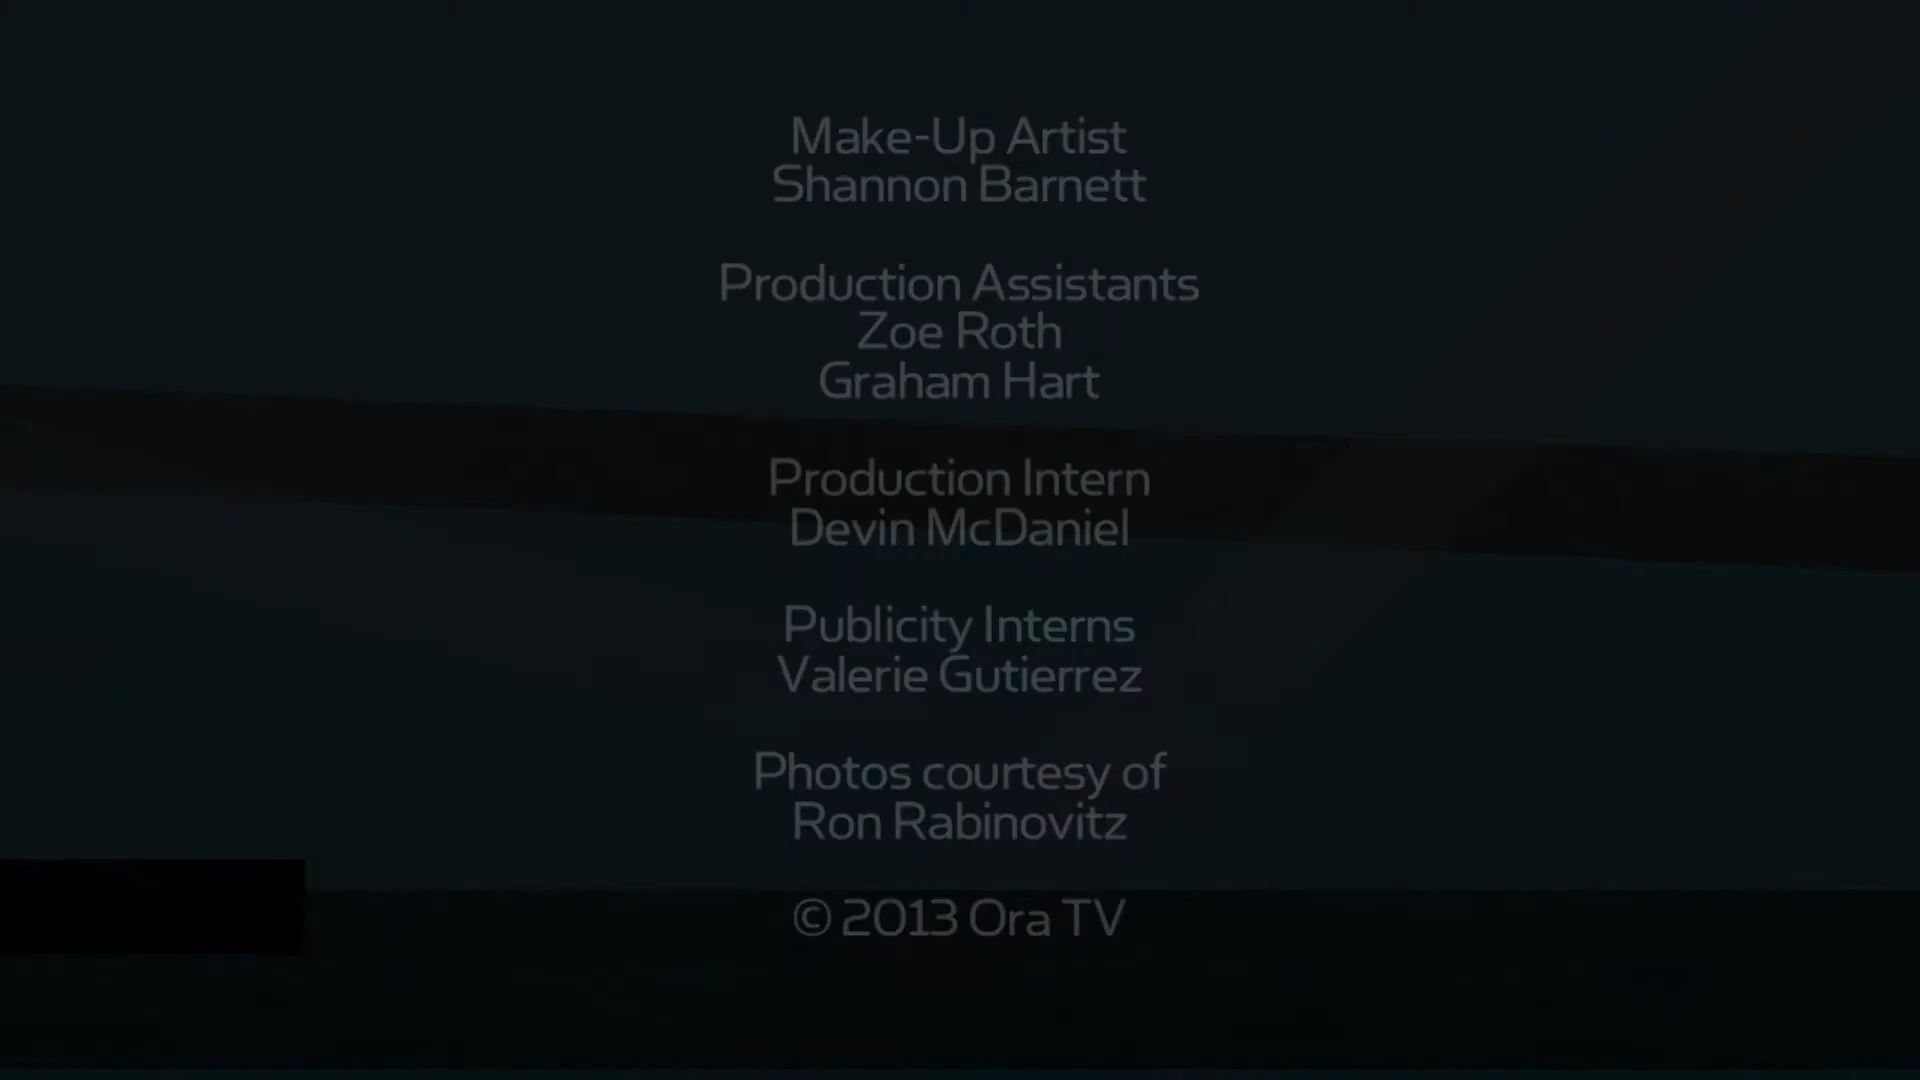 Make-Up Artist
Shannon Barnett
Production Assistants
Zoe Roth
Graham Hart
Production Intern
Devin McDaniel
Publicity Interns
Valerie Gutierrez
Photos courtesy of
Ron Rabinovitz
© 2013 Ora TV